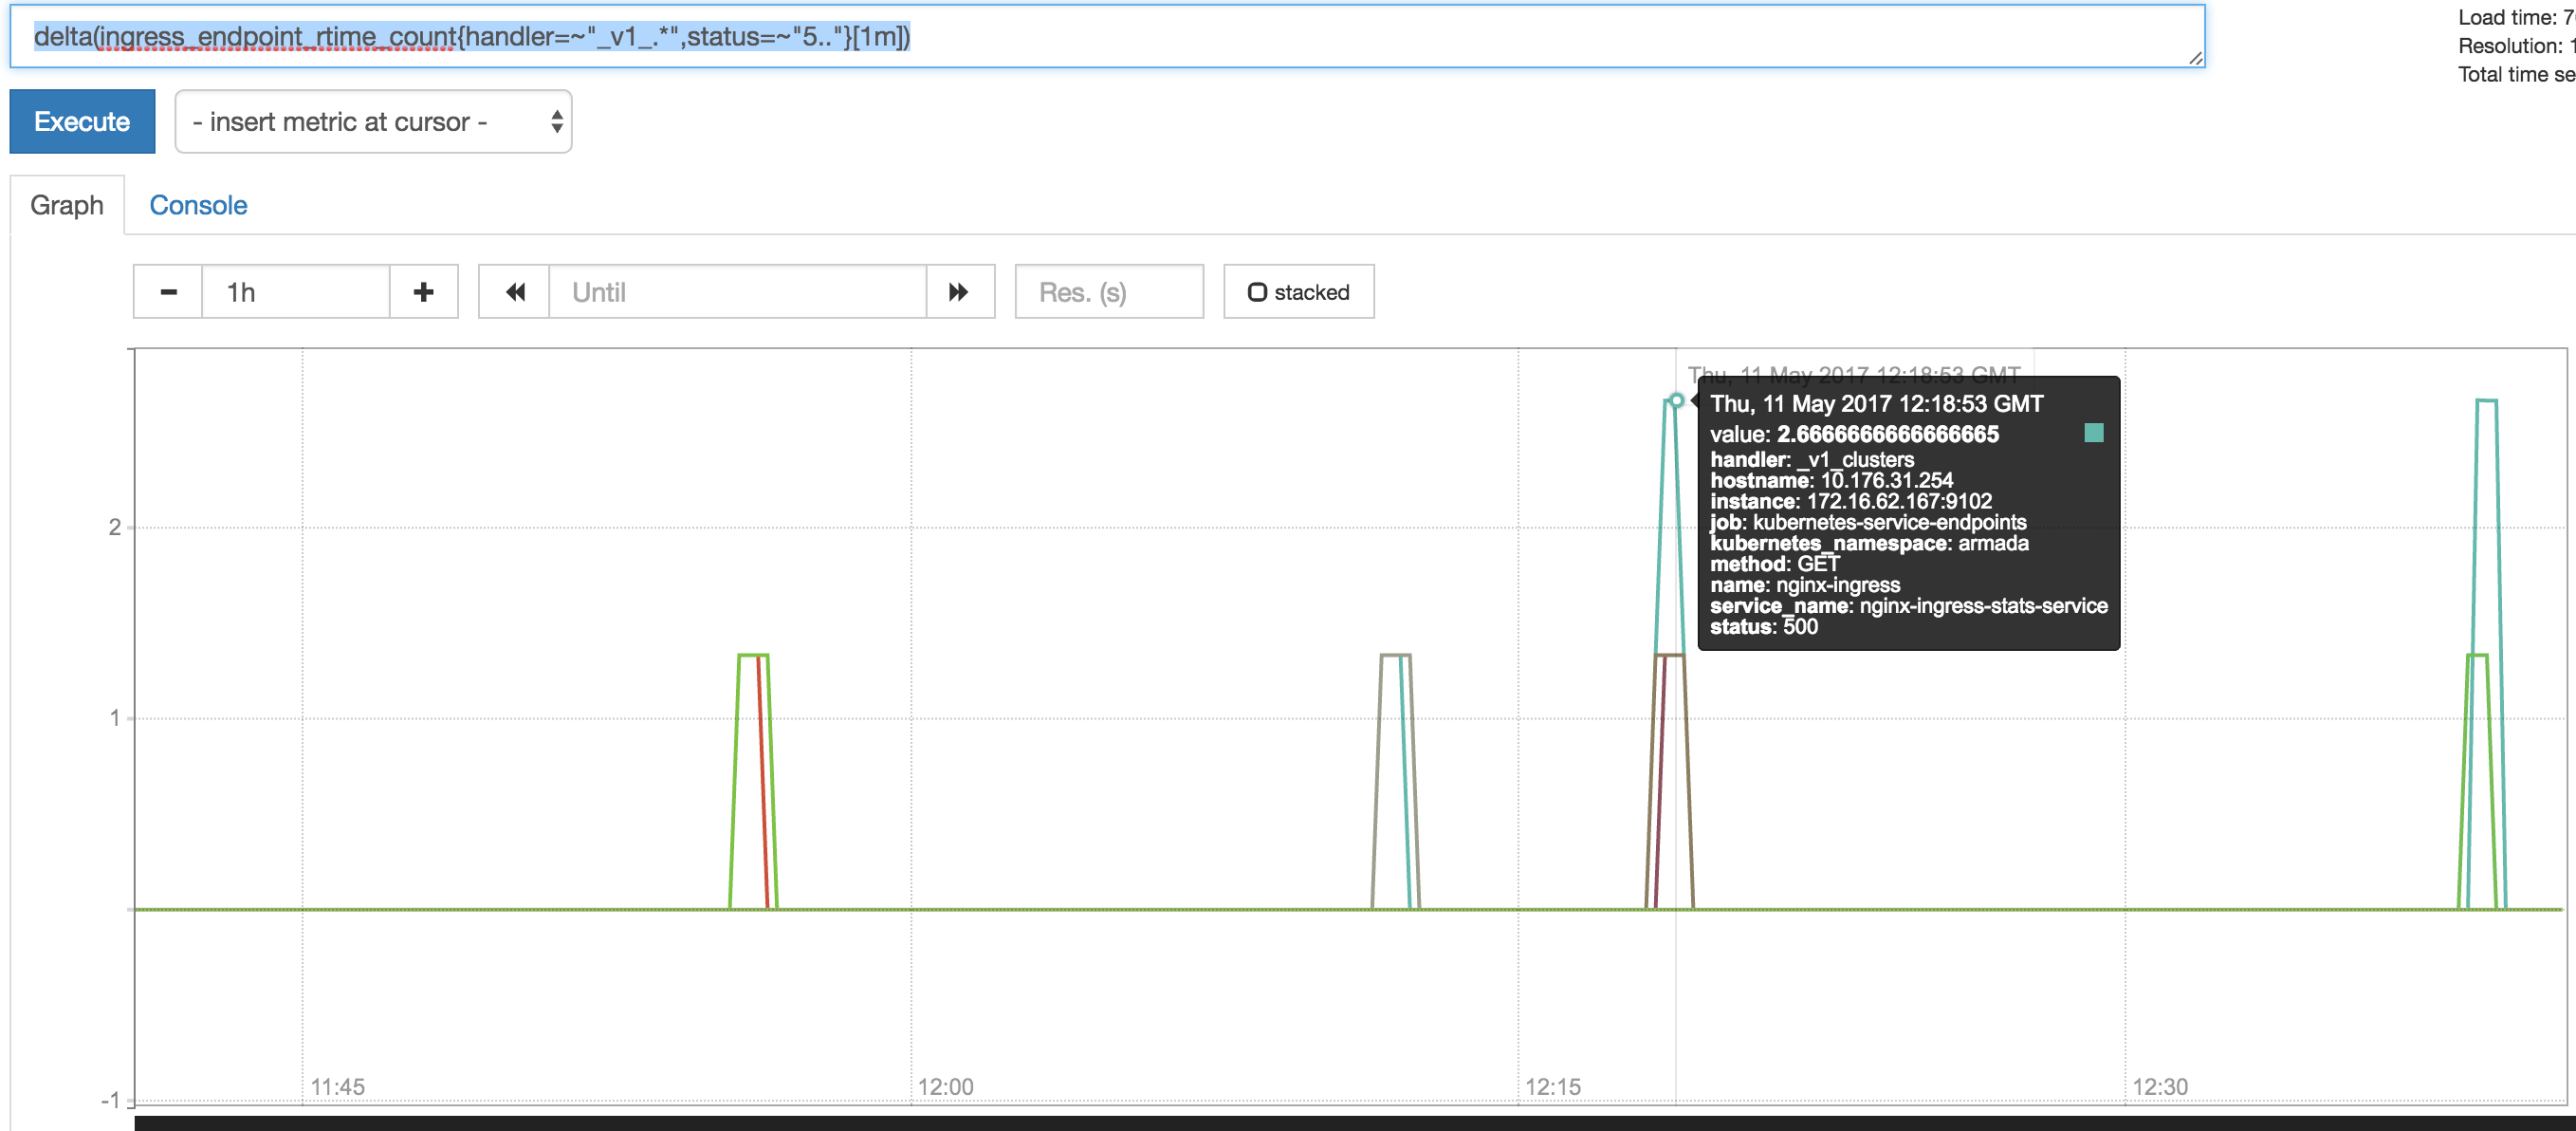 delta(ingress_endpoint_rtime_count{handler=~"_v1_.*",status=~"5.."}[1m])
Load time: 7
Resolution: 1
Total time se
Execute
- insert metric at cursor -
Graph
Console
1h
Until
Res. (s)
stacked
Thu, 11 May 2017 12:18:53 GMT
Thu, 11 May 2017 12:18:53 GMT
value: 2.6666666666666665
handler: _v1_clusters
hostname: 10.176.31.254
instance: 172.16.62.167:9102
job: kubernetes-service-endpoints
kubernetes_namespace: armada
method: GET
name: nginx-ingress
service_name: nginx-ingress-stats-service
status: 500
2
1
-1
11:45
12:00
12:15
12:30